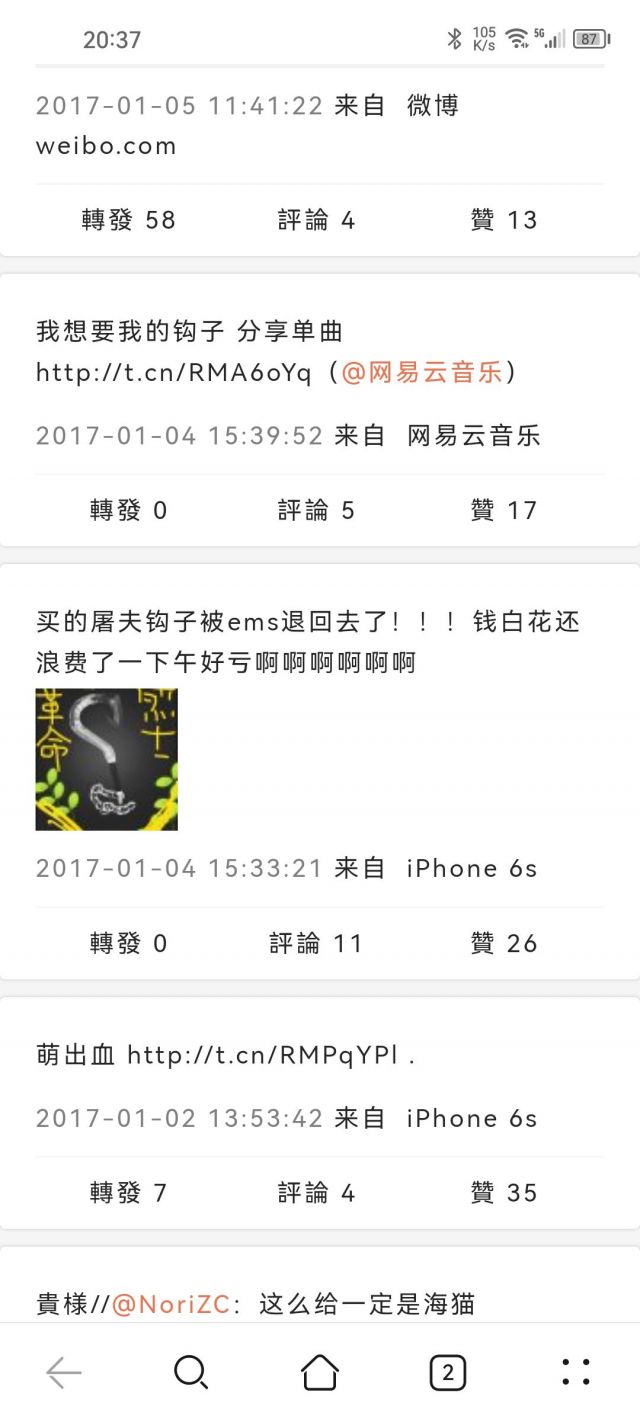 20:37
105 K/s 5G 87
2017-01-05 11:41:22 来自 微博
weibo.com
轉發 58 評論 4 贊 13
我想要我的钩子 分享单曲
http://t.cn/RMA6oYq（@网易云音乐）
2017-01-04 15:39:52 来自 网易云音乐
轉發 0 評論 5 贊 17
买的屠夫钩子被ems退回去了！！！钱白花还
浪费了一下午好亏啊啊啊啊啊啊
革命 烈士
2017-01-04 15:33:21 来自 iPhone 6s
轉發 0 評論 11 贊 26
萌出血 http://t.cn/RMPqYPl .
2017-01-02 13:53:42 来自 iPhone 6s
轉發 7 評論 4 贊 35
貴様//@NoriZC：这么给一定是海猫
2